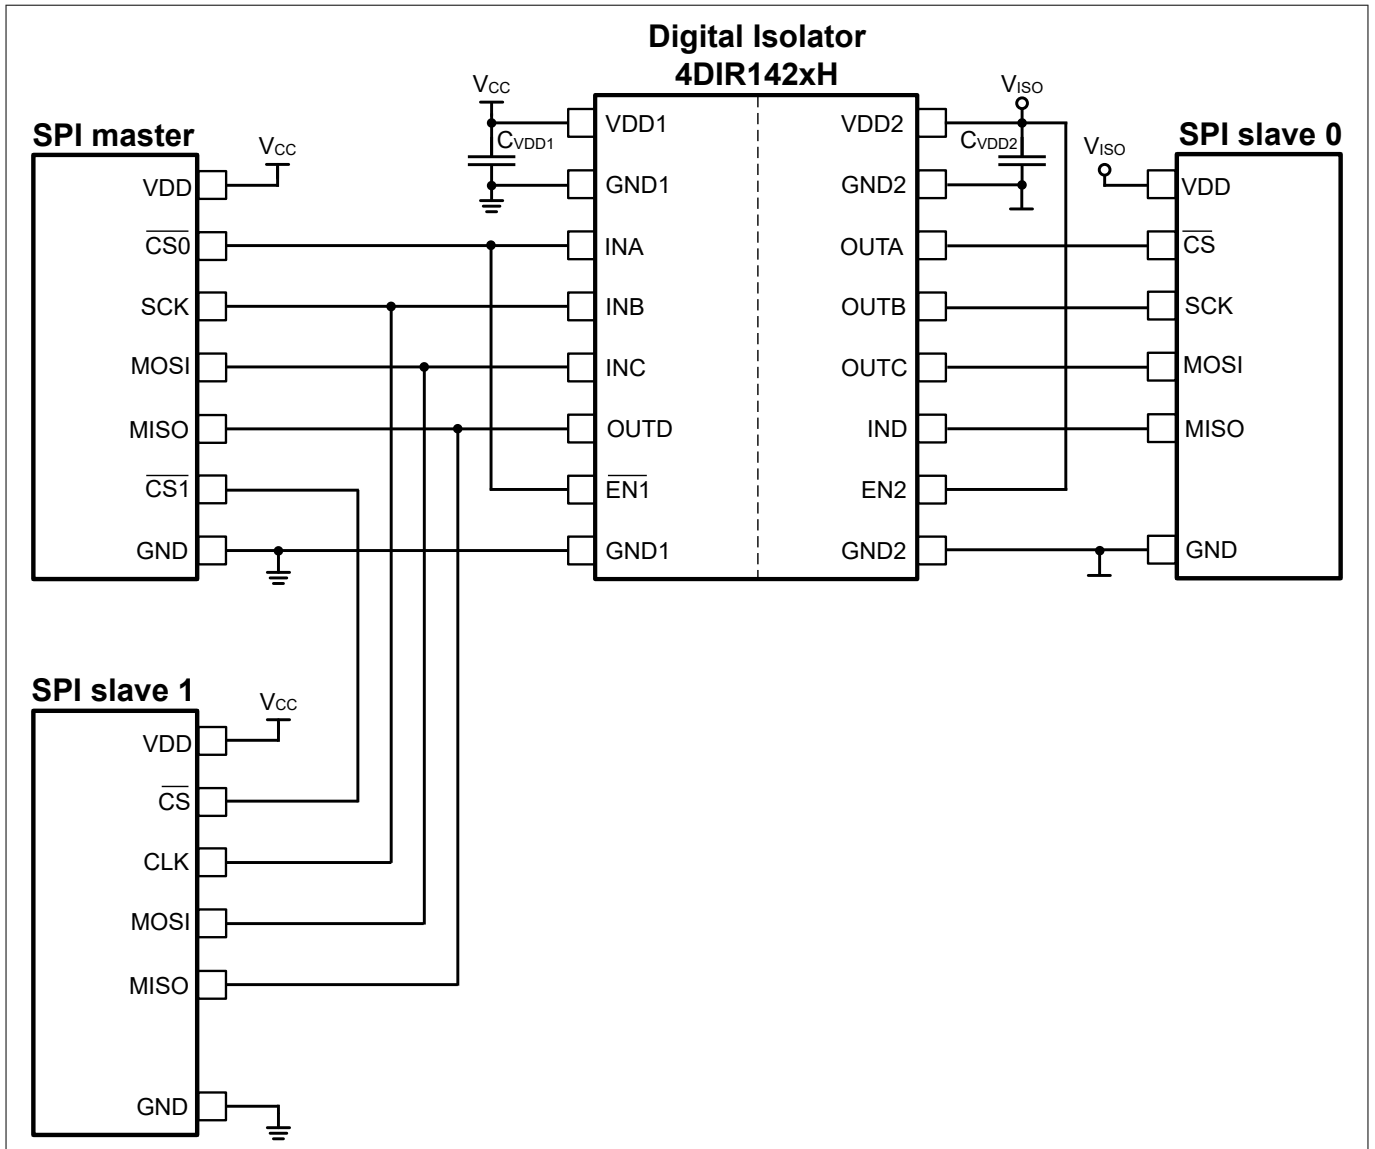 Digital Isolator
4DIR142xH
SPI master
VCC
VDD
CS0
SCK
MOSI
MISO
CS1
GND
VCC
CVDD1
VDD1
GND1
INA
INB
INC
OUTD
EN1
GND1
VDD2
GND2
OUTA
OUTB
OUTC
IND
EN2
GND2
VISO
CVDD2
SPI slave 0
VISO
VDD
CS
SCK
MOSI
MISO
GND
SPI slave 1
VCC
VDD
CS
CLK
MOSI
MISO
GND